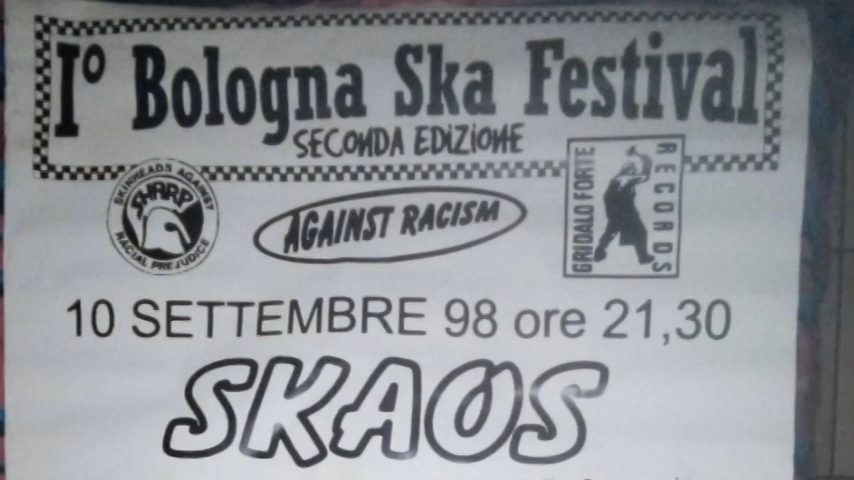 I° Bologna Ska Festival
SECONDA EDIZIONE
SKINHEADS AGAINST
SHARP
RACIAL PREJUDICE
AGAINST RACISM
GRIDALO FORTE
RECORDS
10 SETTEMBRE 98 ore 21,30
SKAOS